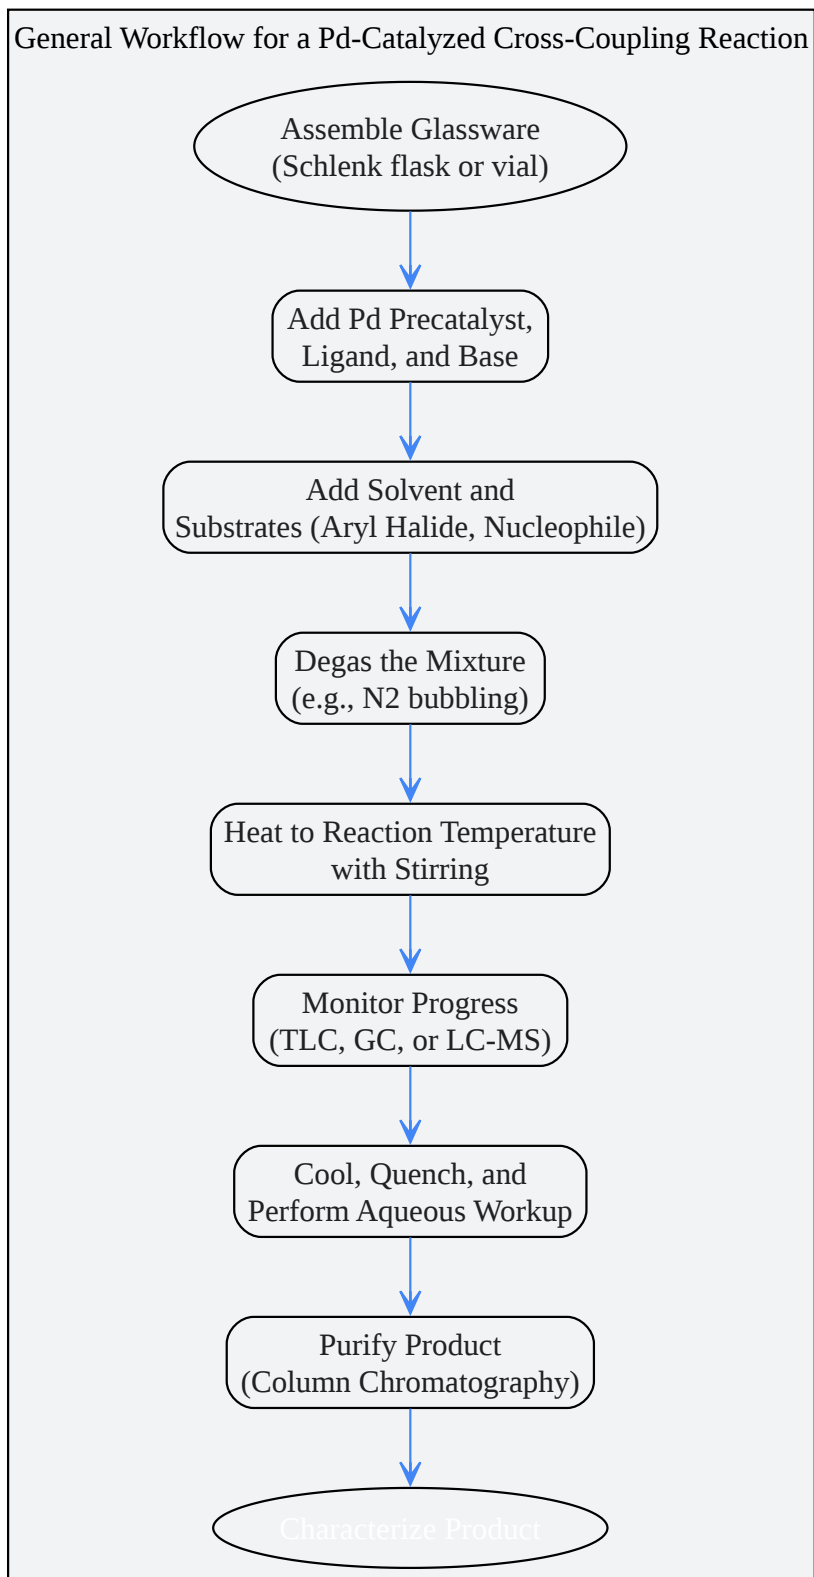 General Workflow for a Pd-Catalyzed Cross-Coupling Reaction
Assemble Glassware
(Schlenk flask or vial)
Add Pd Precatalyst,
Ligand, and Base
Add Solvent and
Substrates (Aryl Halide, Nucleophile)
Degas the Mixture
(e.g., N2 bubbling)
Heat to Reaction Temperature
with Stirring
Monitor Progress
(TLC, GC, or LC-MS)
Cool, Quench, and
Perform Aqueous Workup
Purify Product
(Column Chromatography)
Characterize Product